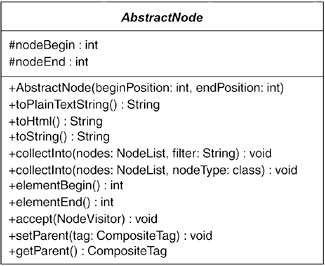 AbstractNode
#nodeBegin : int
#nodeEnd : int
+AbstractNode(beginPosition: int, endPosition: int)
+toPlainTextString() : String
+toHtml() : String
+toString() : String
+collectInto(nodes: NodeList, filter: String) : void
+collectInto(nodes: NodeList, nodeType: class) : void
+elementBegin() : int
+elementEnd() : int
+accept(NodeVisitor) : void
+setParent(tag: CompositeTag) : void
+getParent() : CompositeTag